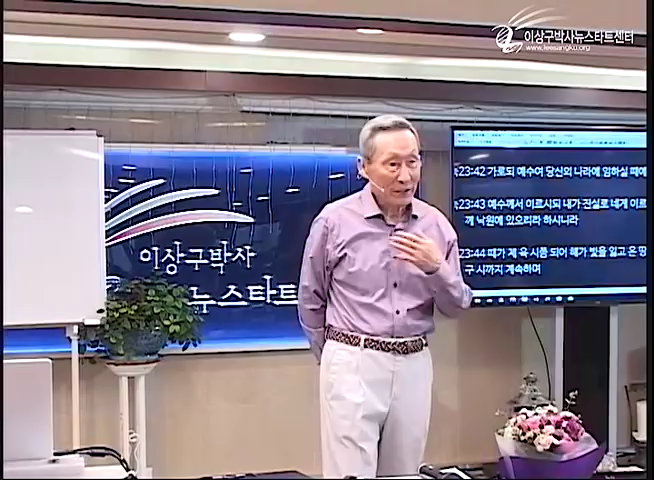 이상구박사뉴스타트센터
www.leesangku.org
23:42 가로되 예수여 당신의 나라에 임하실 때에
23:43 예수께서 이르시되 내가 진실로 네게 이르
께 낙원에 있으리라 하시니라
23:44 때가 제 육 시쯤 되어 해가 빛을 잃고 온 땅
구 시까지 계속하며
이상구박사
뉴스타트